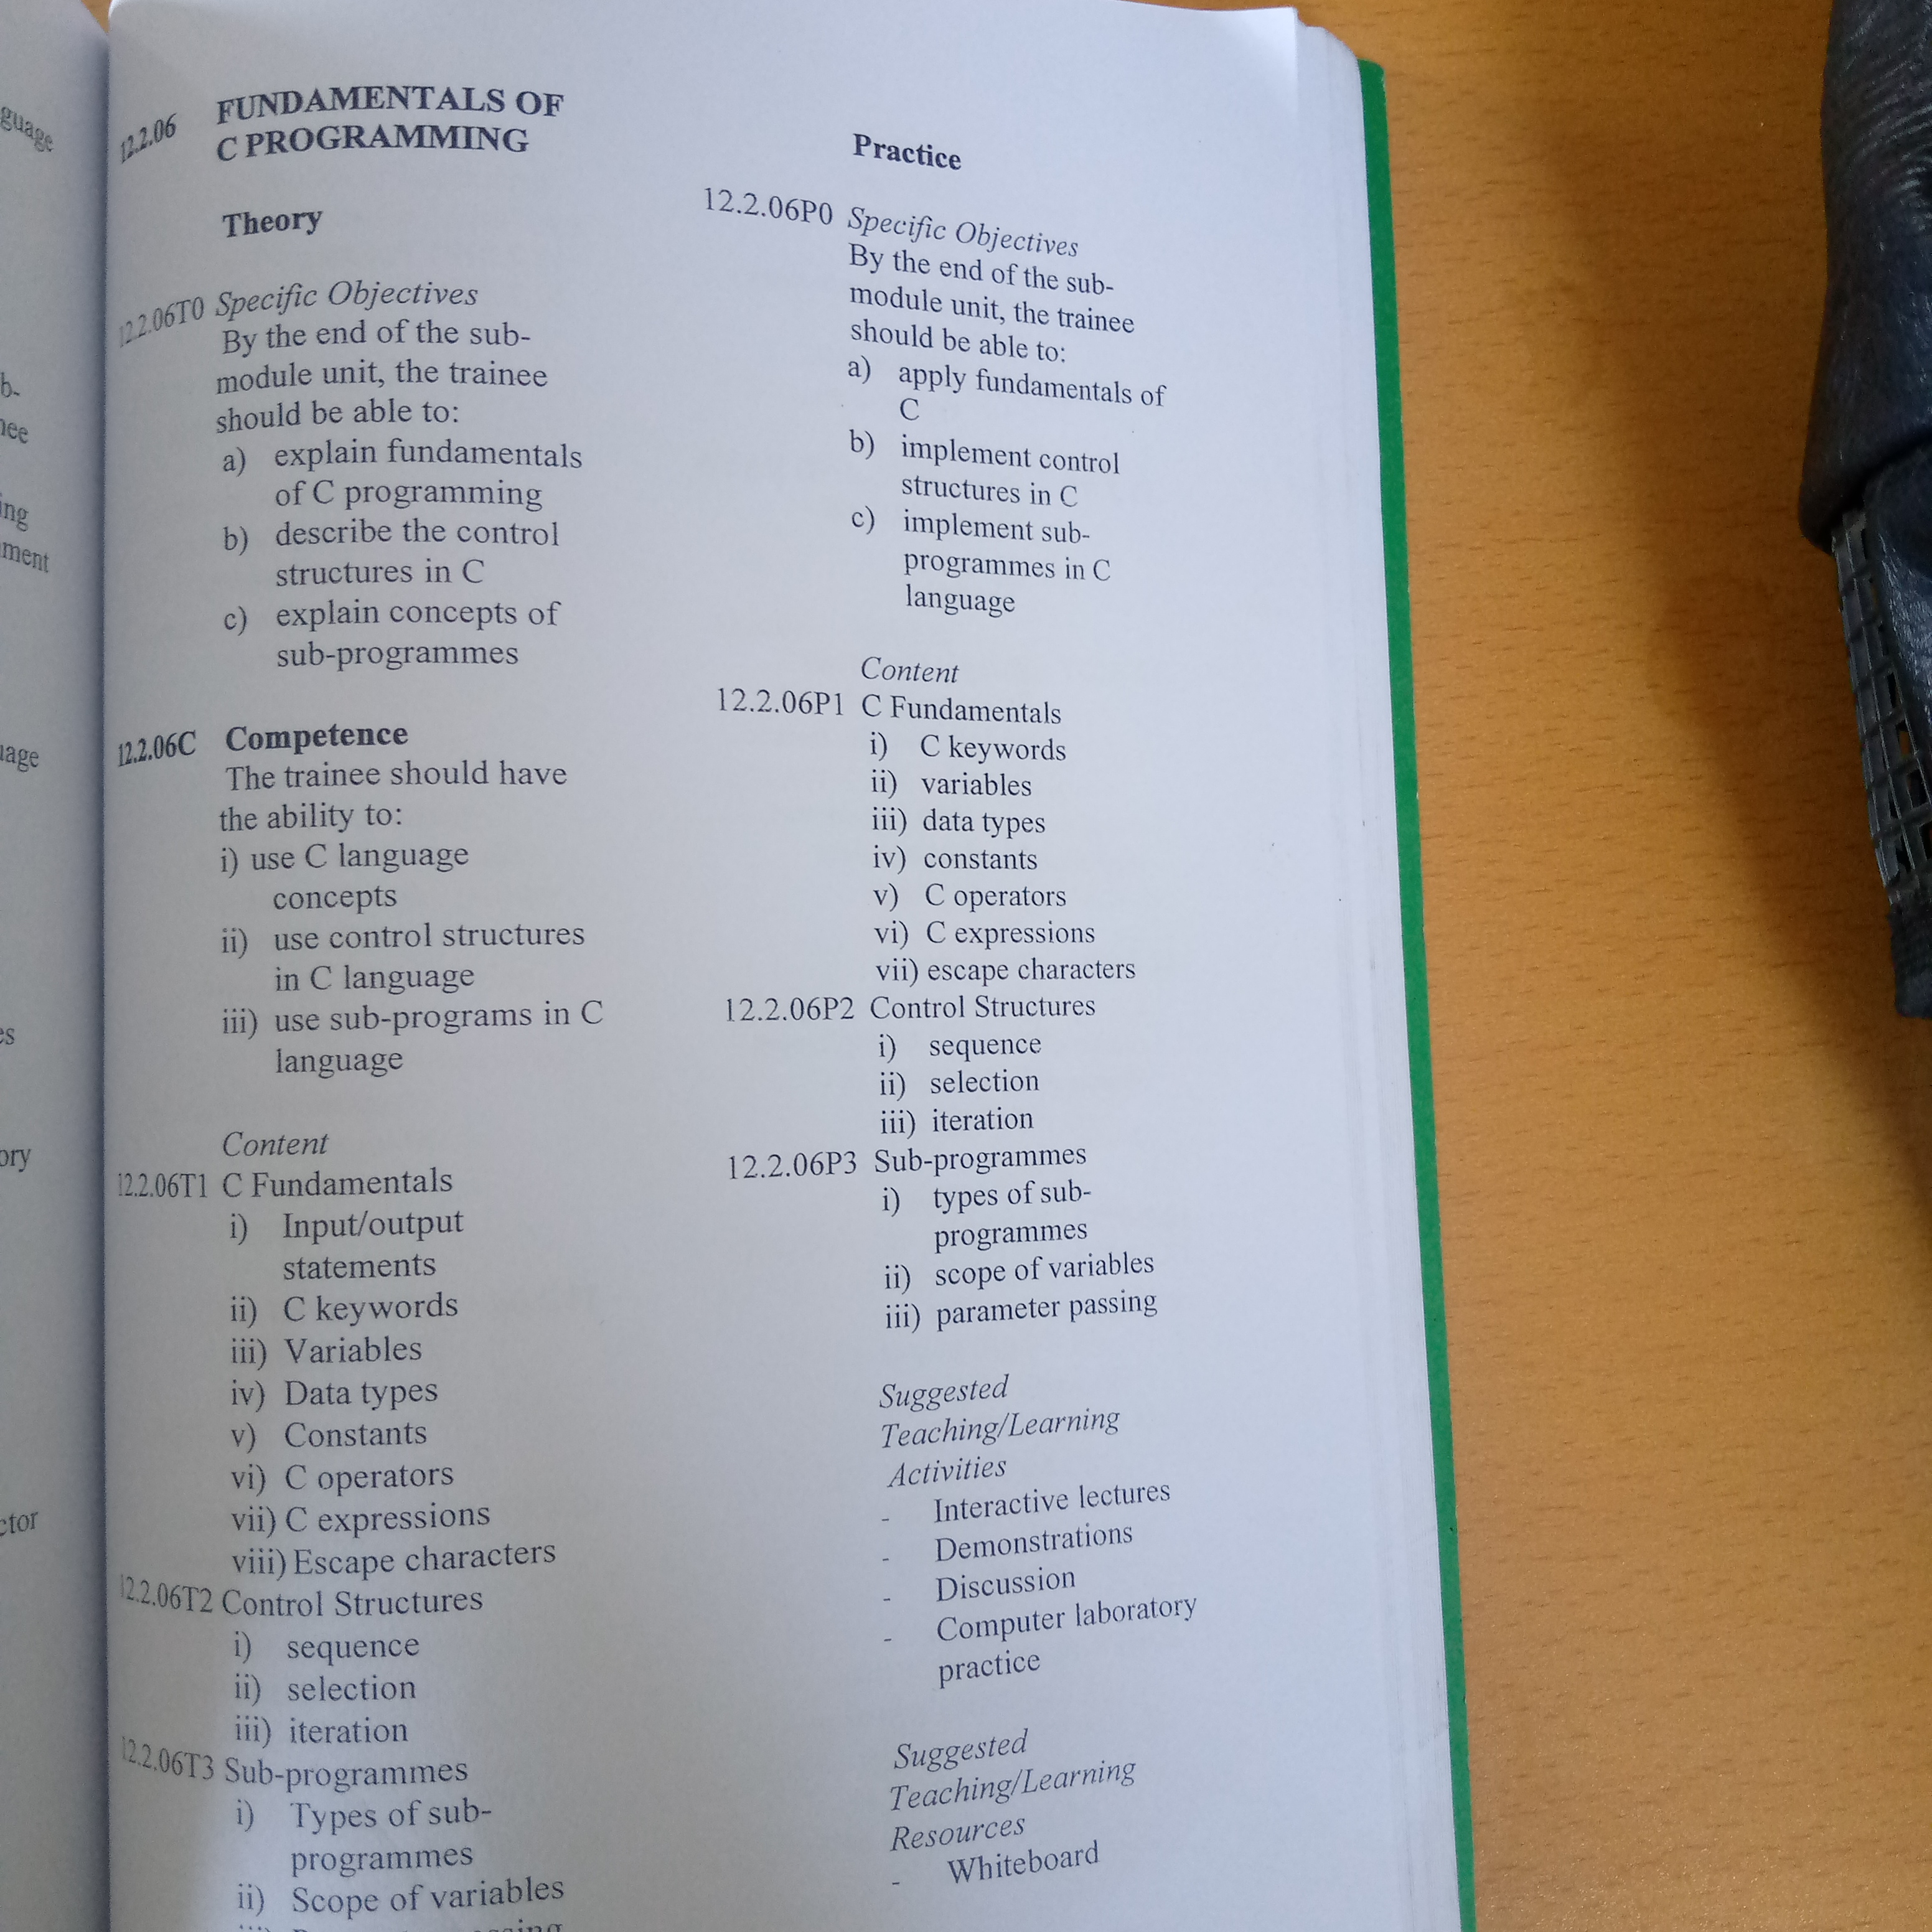 guage
b-
nee
ing
ment
uage
es
ory
ctor
12.2.06 FUNDAMENTALS OF
C PROGRAMMING
Theory
12.2.06T0 Specific Objectives
By the end of the sub-
module unit, the trainee
should be able to:
a) explain fundamentals
of C programming
b) describe the control
structures in C
c) explain concepts of
sub-programmes
12.2.06C Competence
The trainee should have
the ability to:
i) use C language
concepts
ii) use control structures
in C language
iii) use sub-programs in C
language
Content
12.2.06T1 C Fundamentals
i) Input/output
statements
ii) C keywords
iii) Variables
iv) Data types
v) Constants
vi) C operators
vii) C expressions
viii) Escape characters
12.2.06T2 Control Structures
i) sequence
ii) selection
iii) iteration
12.2.06T3 Sub-programmes
i) Types of sub-
programmes
ii) Scope of variables
Practice
12.2.06P0 Specific Objectives
By the end of the sub-
module unit, the trainee
should be able to:
a) apply fundamentals of
C
b) implement control
structures in C
c) implement sub-
programmes in C
language
Content
12.2.06P1 C Fundamentals
i) C keywords
ii) variables
iii) data types
iv) constants
v) C operators
vi) C expressions
vii) escape characters
12.2.06P2 Control Structures
i) sequence
ii) selection
iii) iteration
12.2.06P3 Sub-programmes
i) types of sub-
programmes
ii) scope of variables
iii) parameter passing
Suggested
Teaching/Learning
Activities
- Interactive lectures
- Demonstrations
- Discussion
- Computer laboratory
practice
Suggested
Teaching/Learning
Resources
- Whiteboard